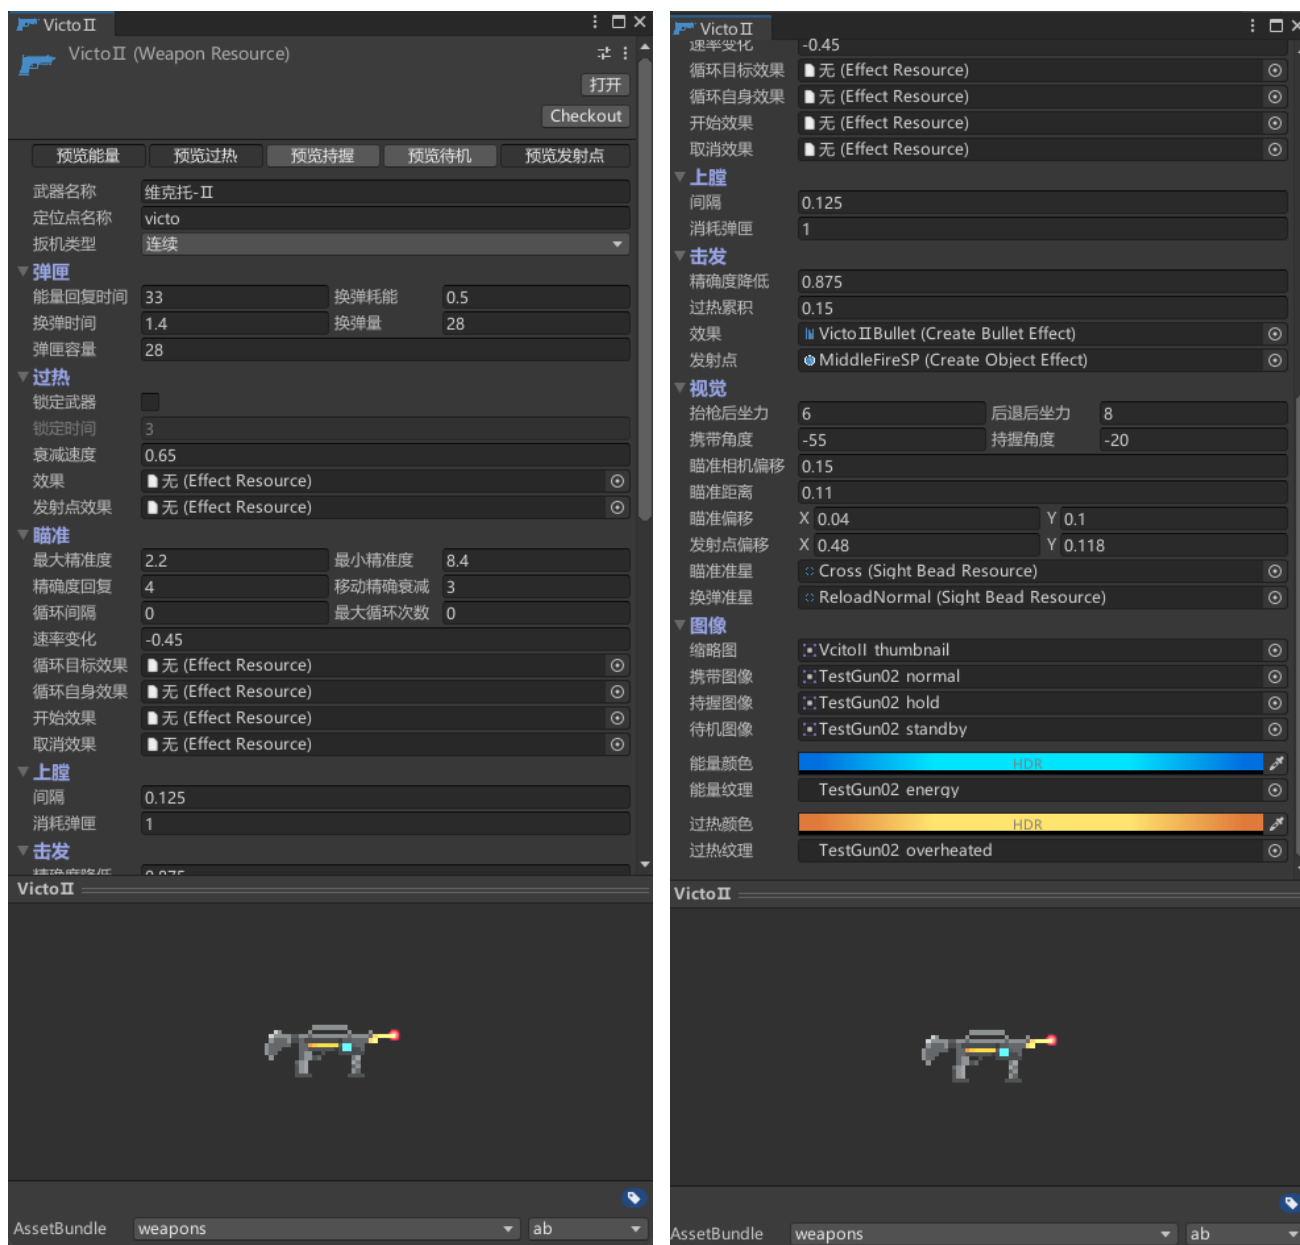 VictoⅡ
VictoⅡ (Weapon Resource)
打开
Checkout
预览能量 预览过热 预览持握 预览待机 预览发射点
武器名称 维克托-Ⅱ
定位点名称 victo
扳机类型 连续
弹匣
能量回复时间 33 换弹耗能 0.5
换弹时间 1.4 换弹量 28
弹匣容量 28
过热
锁定武器
锁定时间 3
衰减速度 0.65
效果 无 (Effect Resource)
发射点效果 无 (Effect Resource)
瞄准
最大精准度 2.2 最小精准度 8.4
精确度回复 4 移动精确衰减 3
循环间隔 0 最大循环次数 0
速率变化 -0.45
循环目标效果 无 (Effect Resource)
循环自身效果 无 (Effect Resource)
开始效果 无 (Effect Resource)
取消效果 无 (Effect Resource)
上膛
间隔 0.125
消耗弹匣 1
击发
精确度降低 0.875
VictoⅡ
AssetBundle weapons ab
VictoⅡ
速率变化 -0.45
循环目标效果 无 (Effect Resource)
循环自身效果 无 (Effect Resource)
开始效果 无 (Effect Resource)
取消效果 无 (Effect Resource)
上膛
间隔 0.125
消耗弹匣 1
击发
精确度降低 0.875
过热累积 0.15
效果 VictoⅡBullet (Create Bullet Effect)
发射点 MiddleFireSP (Create Object Effect)
视觉
抬枪后坐力 6 后退后坐力 8
携带角度 -55 持握角度 -20
瞄准相机偏移 0.15
瞄准距离 0.11
瞄准偏移 X 0.04 Y 0.1
发射点偏移 X 0.48 Y 0.118
瞄准准星 Cross (Sight Bead Resource)
换弹准星 ReloadNormal (Sight Bead Resource)
图像
缩略图 VcitoII thumbnail
携带图像 TestGun02 normal
持握图像 TestGun02 hold
待机图像 TestGun02 standby
能量颜色 HDR
能量纹理 TestGun02 energy
过热颜色 HDR
过热纹理 TestGun02 overheated
VictoⅡ
AssetBundle weapons ab